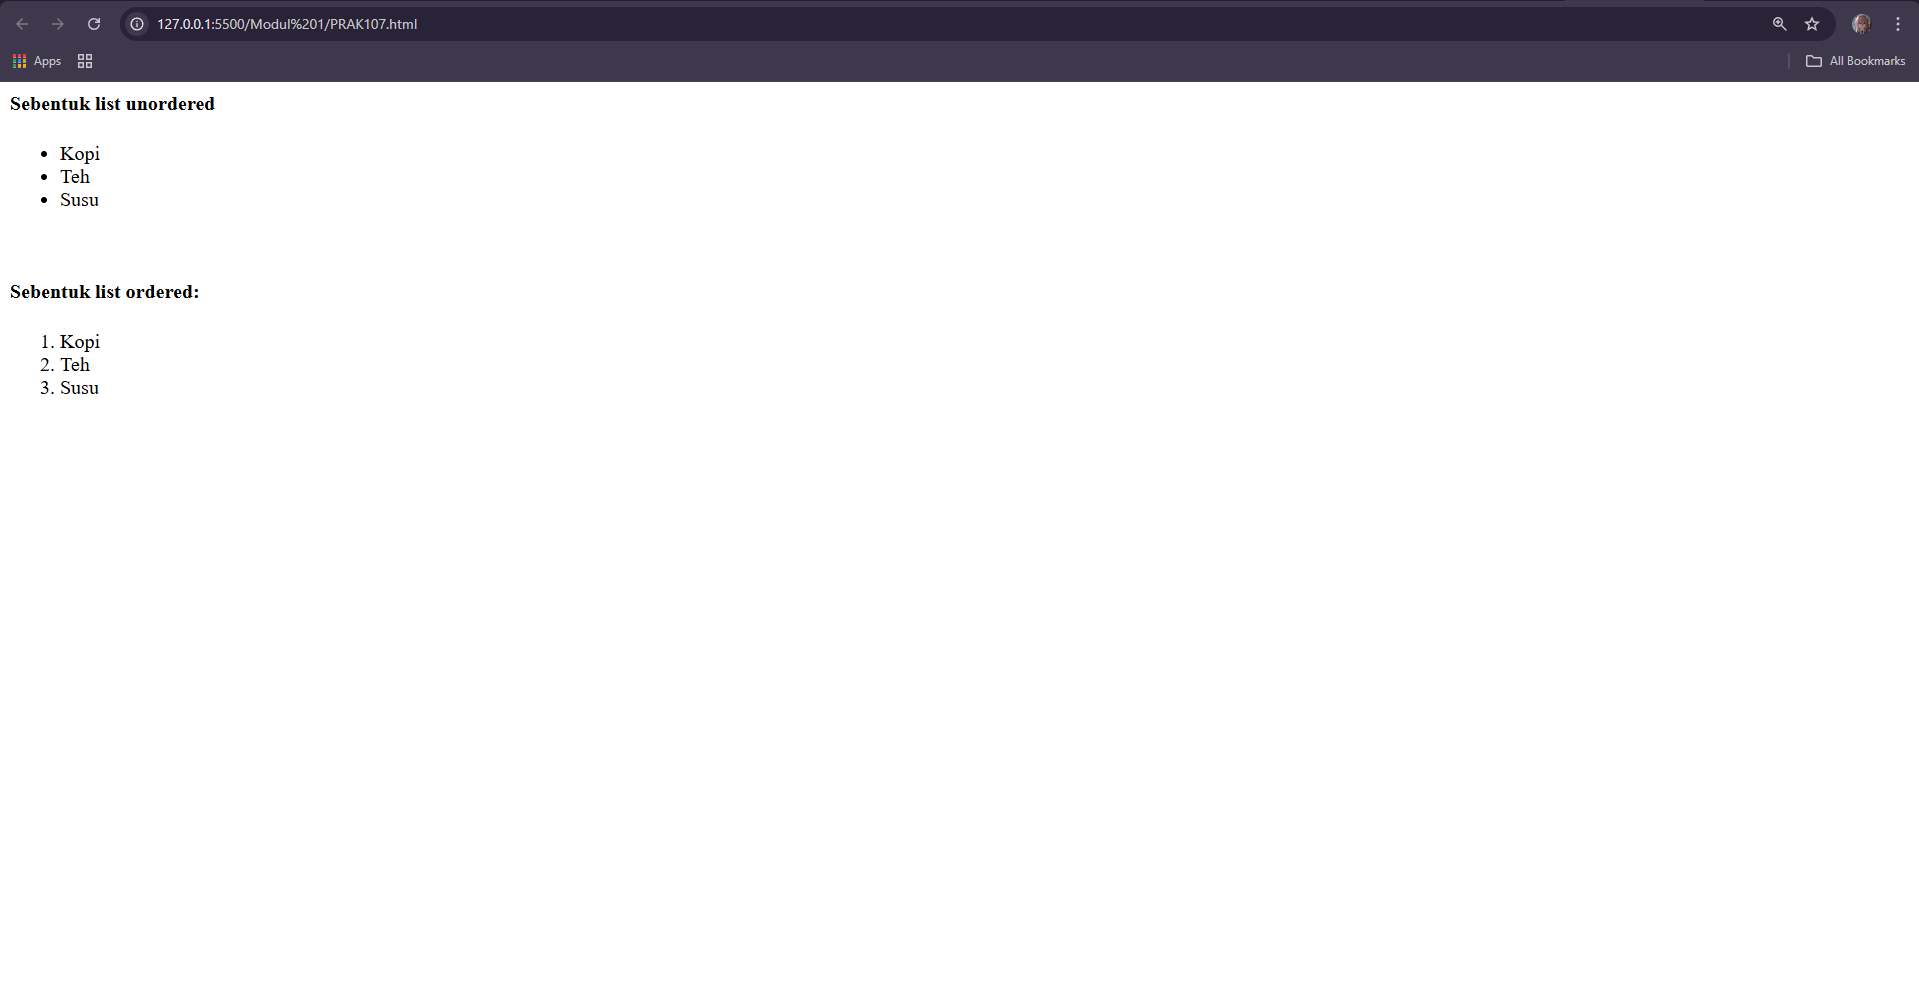 127.0.0.1:5500/Modul%201/PRAK107.html
Apps
All Bookmarks
Sebentuk list unordered
• Kopi
• Teh
• Susu
Sebentuk list ordered:
1. Kopi
2. Teh
3. Susu